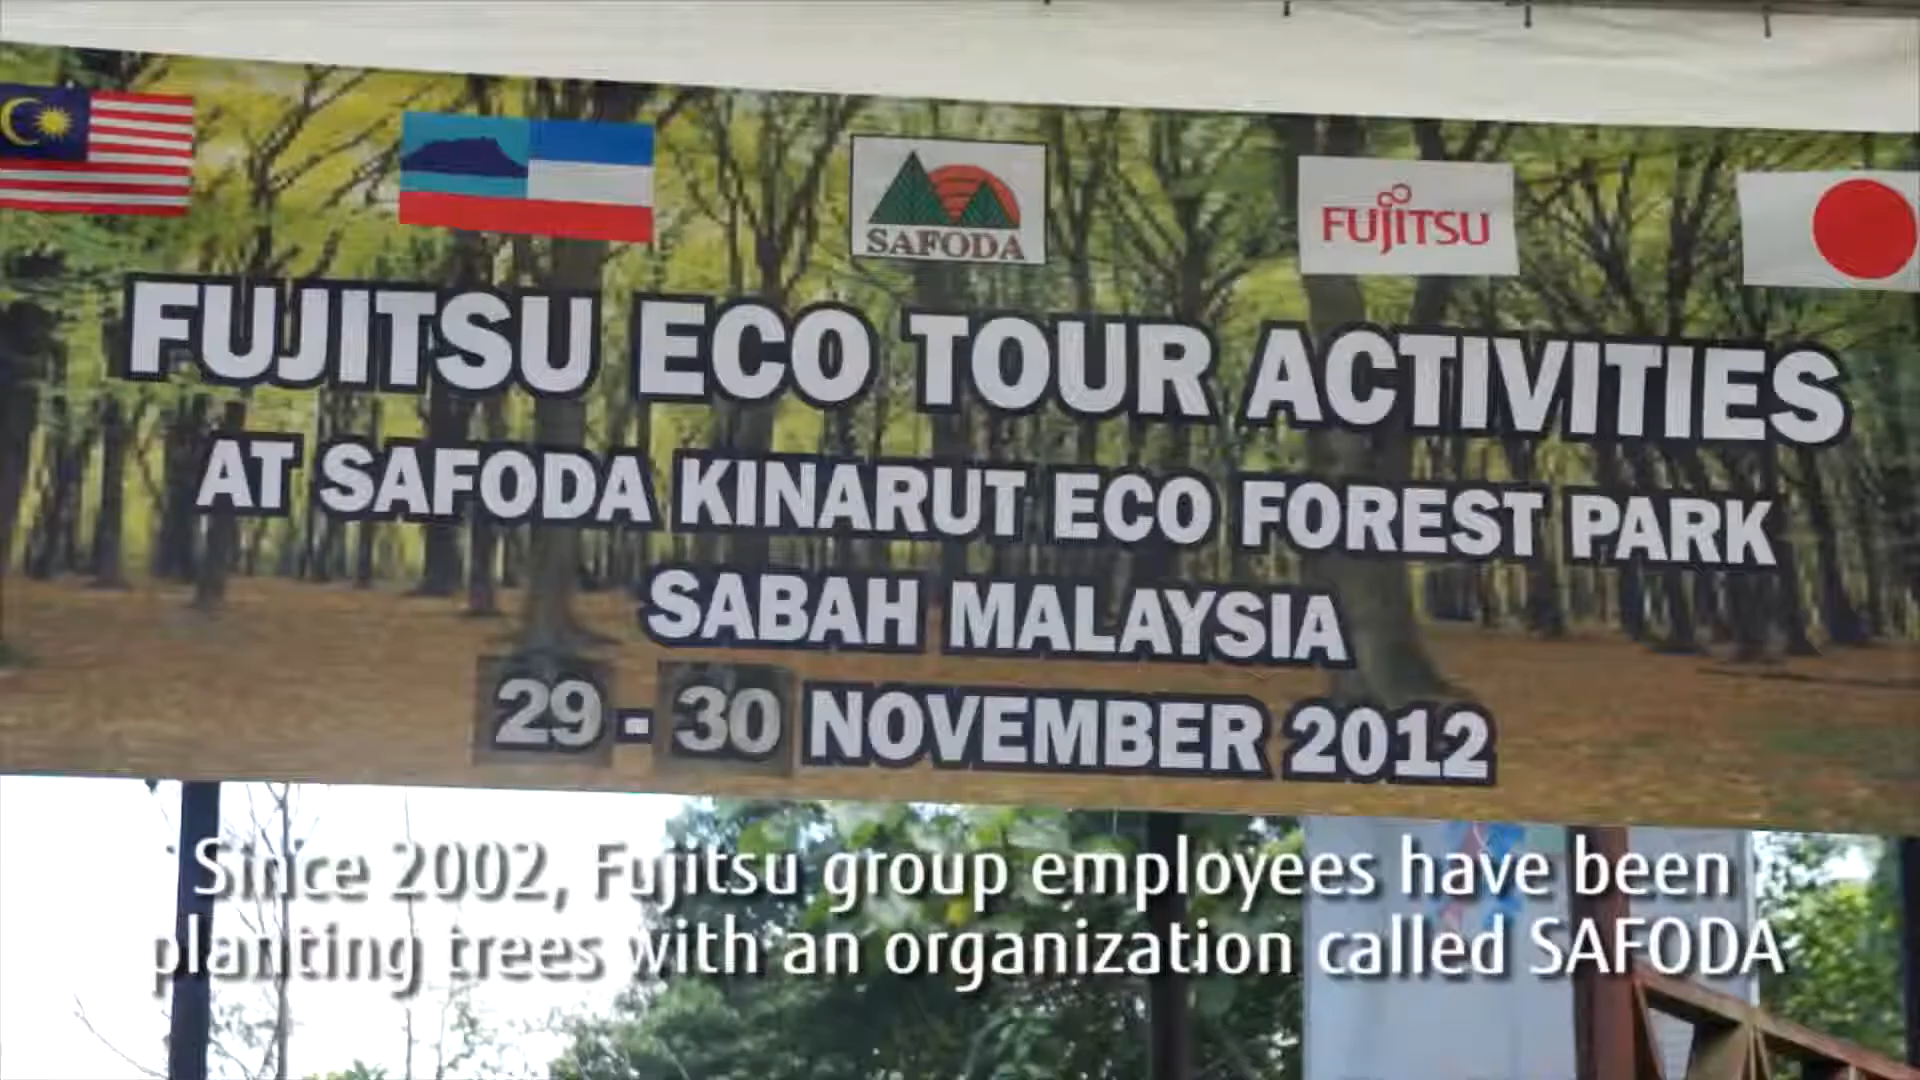 SAFODA
FUJITSU
FUJITSU ECO TOUR ACTIVITIES
AT SAFODA KINARUT ECO FOREST PARK
SABAH MALAYSIA
29 - 30 NOVEMBER 2012
Since 2002, Fujitsu group employees have been
planting trees with an organization called SAFODA